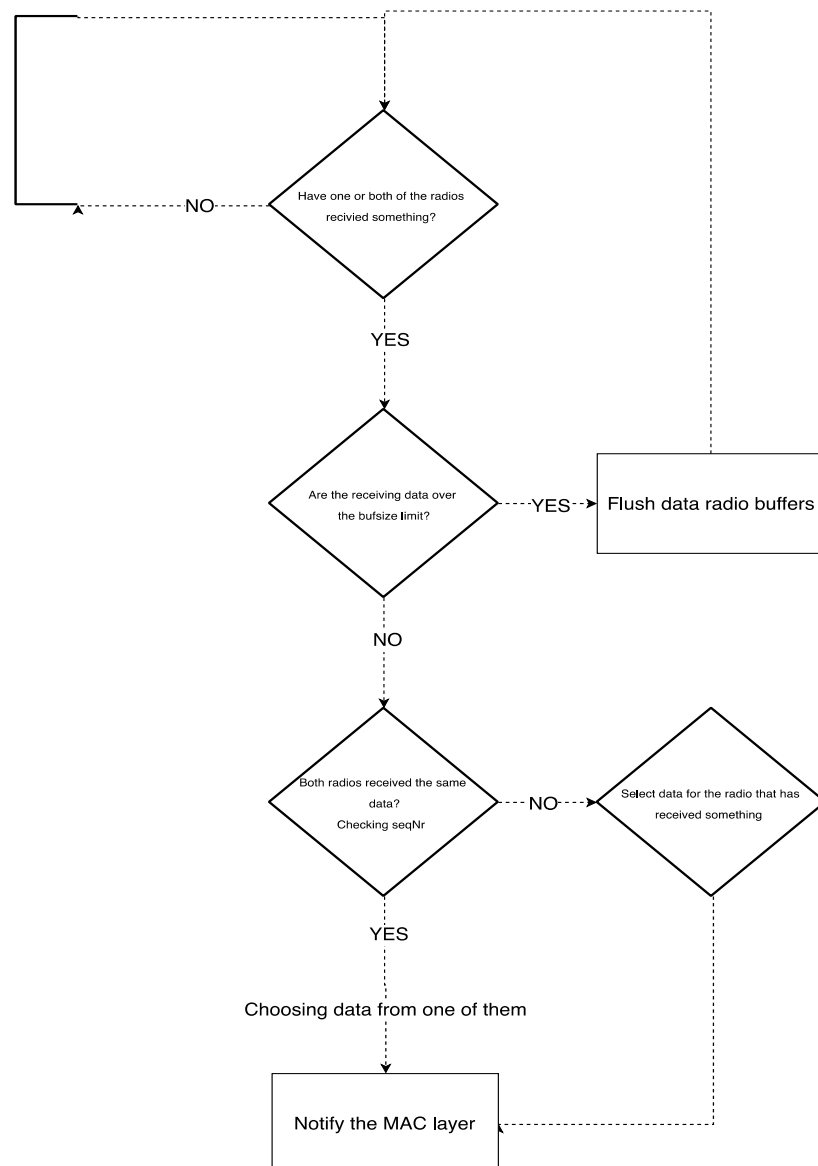 Have one or both of the radios
recivied something?
NO
YES
Are the receiving data over
the bufsize limit?
YES
Flush data radio buffers
NO
Both radios received the same
data?
Checking seqNr
NO
Select data for the radio that has
received something
YES
Choosing data from one of them
Notify the MAC layer